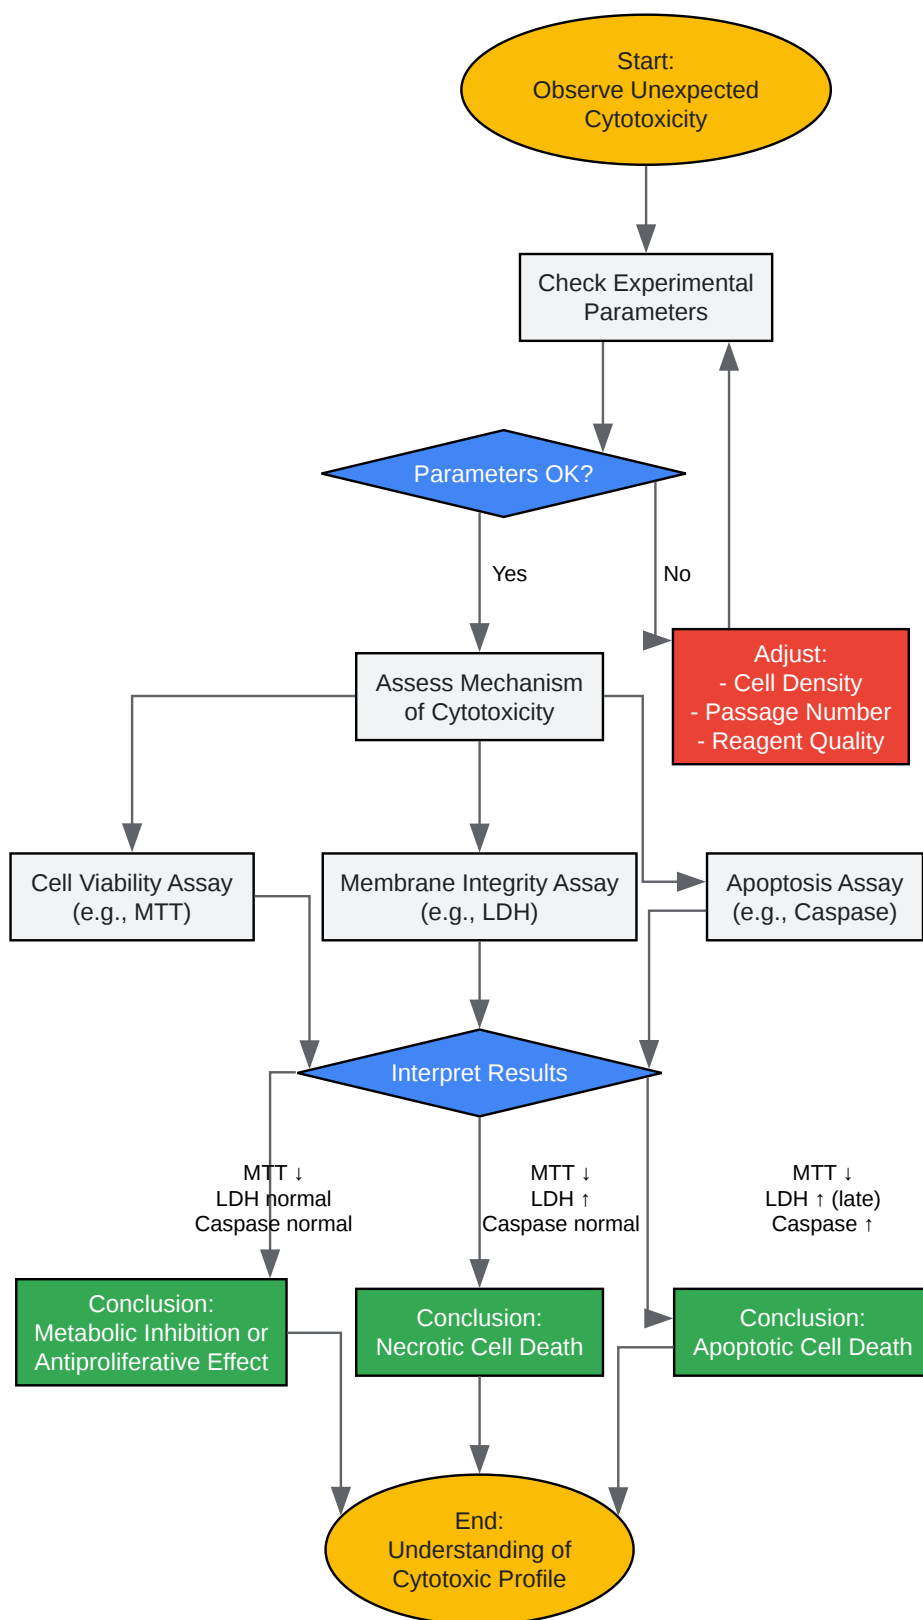 Start:
Observe Unexpected
Cytotoxicity
Check Experimental
Parameters
Parameters OK?
Yes
No
Adjust:
- Cell Density
- Passage Number
- Reagent Quality
Assess Mechanism
of Cytotoxicity
Cell Viability Assay
(e.g., MTT)
Membrane Integrity Assay
(e.g., LDH)
Apoptosis Assay
(e.g., Caspase)
Interpret Results
MTT ↓
LDH normal
Caspase normal
MTT ↓
LDH ↑
Caspase normal
MTT ↓
LDH ↑ (late)
Caspase ↑
Conclusion:
Metabolic Inhibition or
Antiproliferative Effect
Conclusion:
Necrotic Cell Death
Conclusion:
Apoptotic Cell Death
End:
Understanding of
Cytotoxic Profile